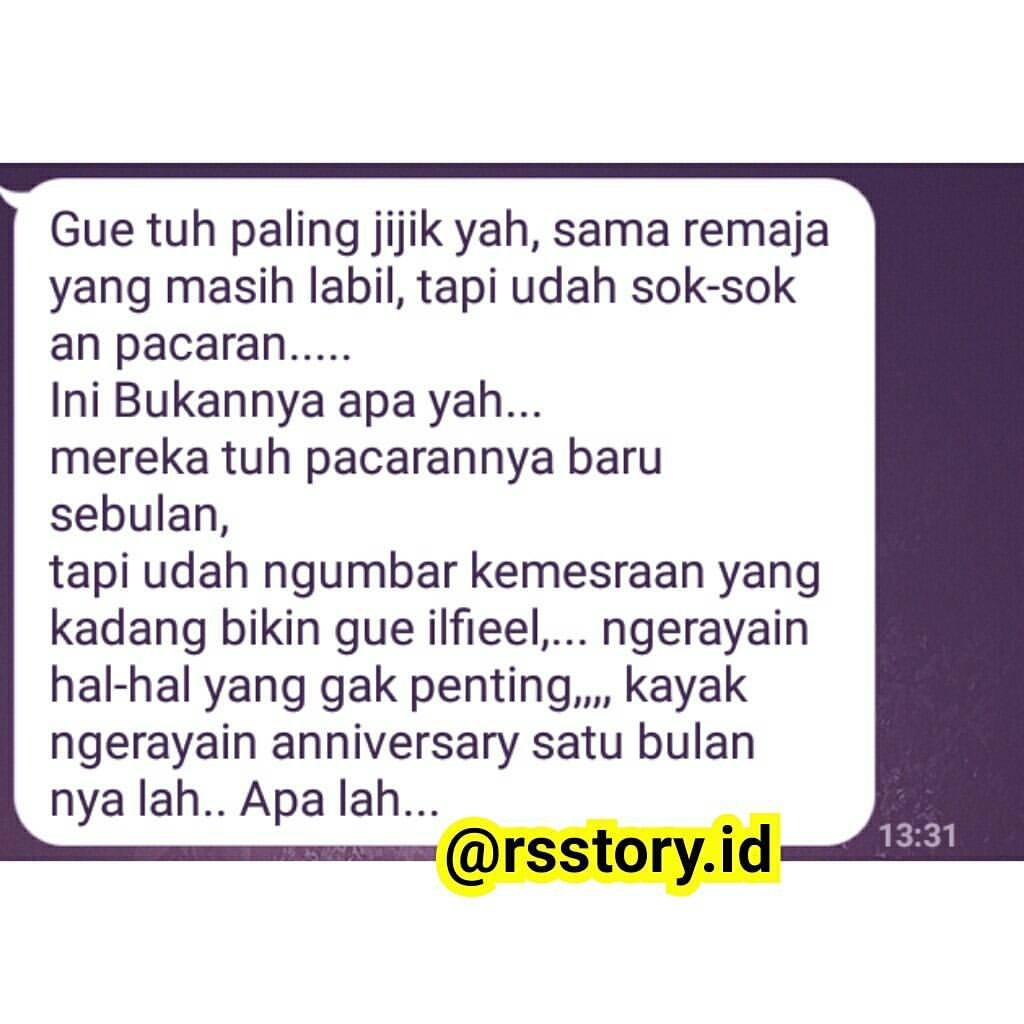 Gue tuh paling jijik yah, sama remaja
yang masih labil, tapi udah sok-sok
an pacaran.....
Ini Bukannya apa yah...
mereka tuh pacarannya baru
sebulan,
tapi udah ngumbar kemesraan yang
kadang bikin gue ilfieel,... ngerayain
hal-hal yang gak penting,,,, kayak
ngerayain anniversary satu bulan
nya lah.. Apa lah...
13:31
@rsstory.id